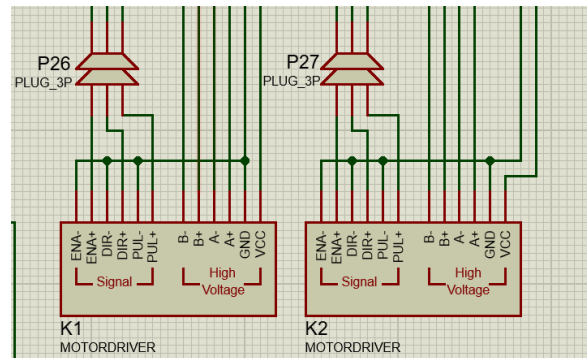 P26
PLUG_3P
P27
PLUG_3P
ENA-
ENA+
DIR-
DIR+
PUL-
PUL+
B-
B+
A-
A+
GND
VCC
Signal
High
Voltage
K1
MOTORDRIVER
ENA-
ENA+
DIR-
DIR+
PUL-
PUL+
B-
B+
A-
A+
GND
VCC
Signal
High
Voltage
K2
MOTORDRIVER